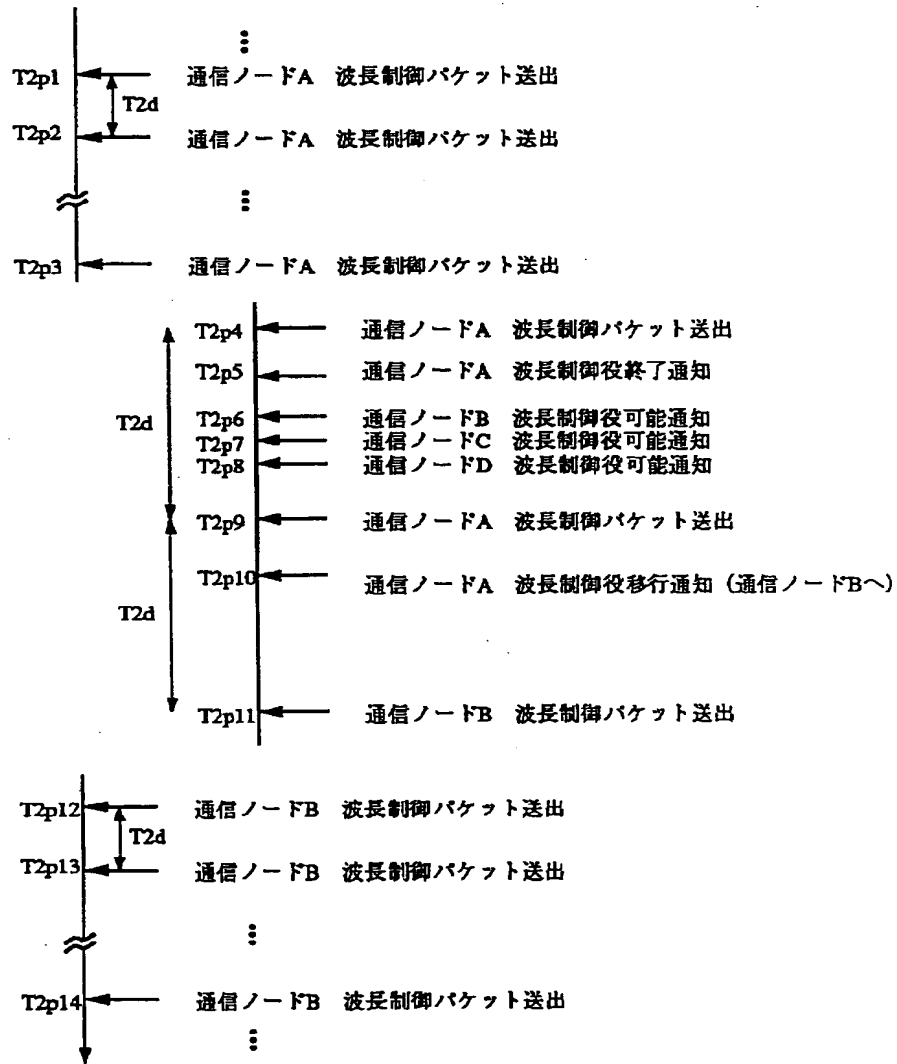 T2p1 通信ノードA 波長制御パケット送出
T2d
T2p2 通信ノードA 波長制御パケット送出
T2p3 通信ノードA 波長制御パケット送出
T2p4 通信ノードA 波長制御パケット送出
T2p5 通信ノードA 波長制御役終了通知
T2d
T2p6 通信ノードB 波長制御役可能通知
T2p7 通信ノードC 波長制御役可能通知
T2p8 通信ノードD 波長制御役可能通知
T2p9 通信ノードA 波長制御パケット送出
T2p10 通信ノードA 波長制御役移行通知（通信ノードBへ）
T2d
T2p11 通信ノードB 波長制御パケット送出
T2p12 通信ノードB 波長制御パケット送出
T2d
T2p13 通信ノードB 波長制御パケット送出
T2p14 通信ノードB 波長制御パケット送出